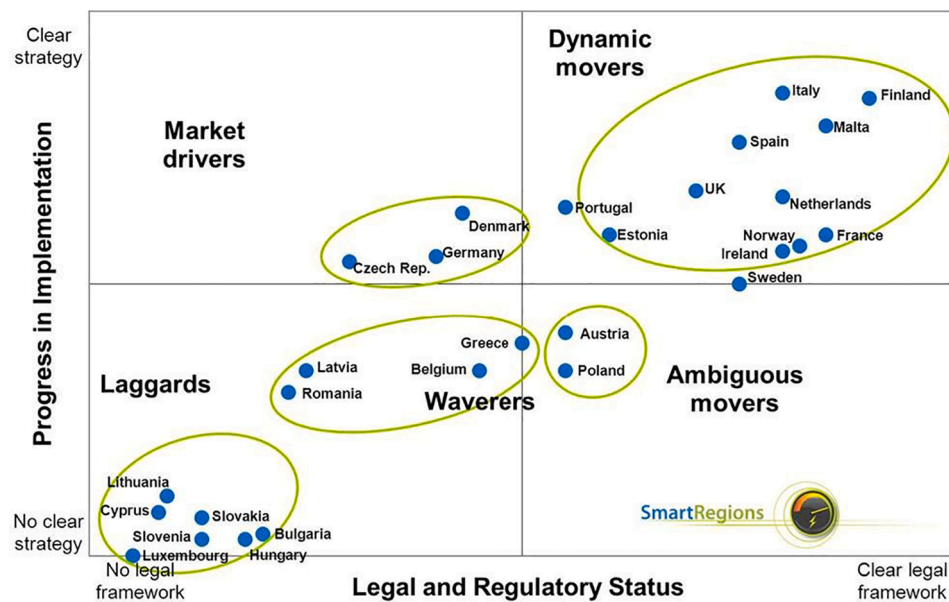 Clear
strategy
Dynamic
movers
Market
drivers
Italy
Finland
Malta
Spain
UK
Netherlands
Portugal
Denmark
Estonia
Norway
France
Germany
Ireland
Czech Rep.
Sweden
Progress in Implementation
Austria
Greece
Latvia
Belgium
Poland
Laggards
Romania
Waverers
Ambiguous
movers
Lithuania
Cyprus
Slovakia
SmartRegions
Slovenia
Bulgaria
Luxembourg
Hungary
No clear
strategy
No legal
framework
Legal and Regulatory Status
Clear legal
framework